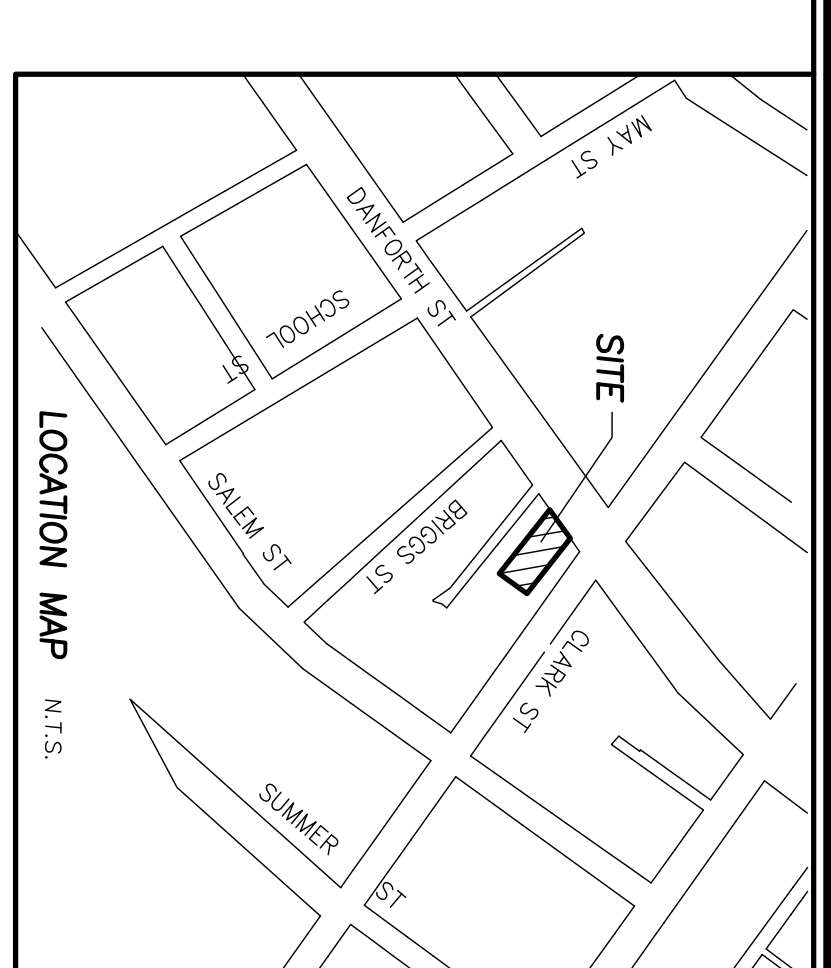 MAY ST
DANFORTH ST
SCHOOL
ST
SITE
SALEM ST
BRIGGS ST
CLARK ST
SUMMER
ST
LOCATION MAP N.T.S.